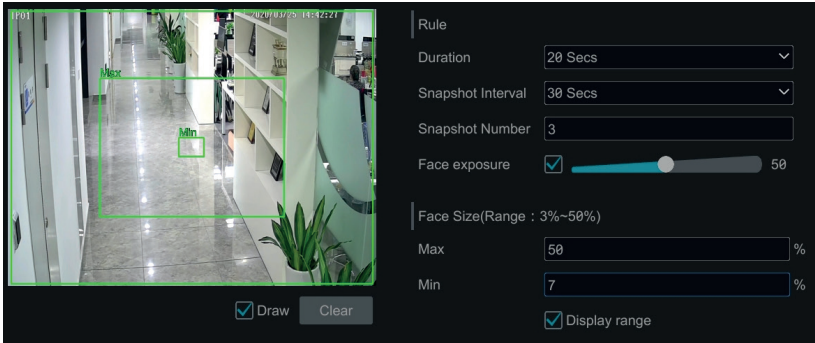 IP01 2020/03/25 14:42:27
Max
Min
Draw
Clear
Rule
Duration 20 Secs
Snapshot Interval 30 Secs
Snapshot Number 3
Face exposure 50
Face Size(Range : 3%~50%)
Max 50 %
Min 7 %
Display range